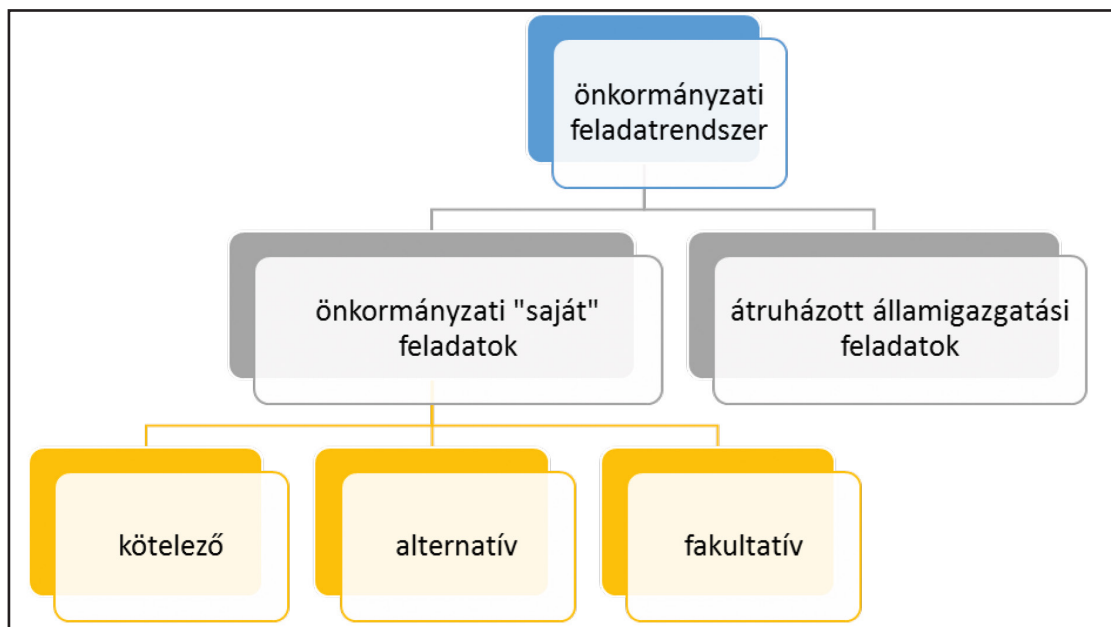 önkormányzati
feladatrendszer
önkormányzati "saját"
feladatok
átruházott államigazgatási
feladatok
kötelező
alternatív
fakultatív